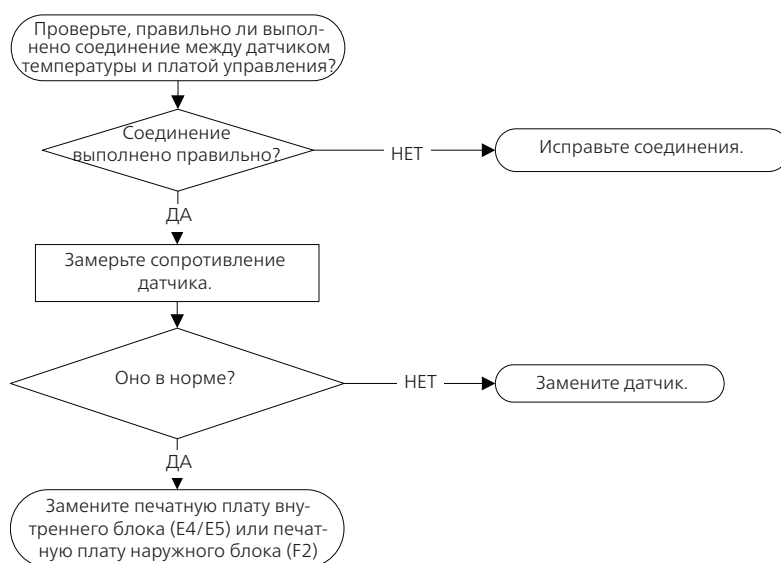 Проверьте, правильно ли выпол-
нено соединение между датчиком
температуры и платой управления?
Соединение
выполнено правильно?
НЕТ
Исправьте соединения.
ДА
Замерьте сопротивление
датчика.
Оно в норме?
НЕТ
Замените датчик.
ДА
Замените печатную плату вну-
треннего блока (E4/E5) или печат-
ную плату наружного блока (F2)